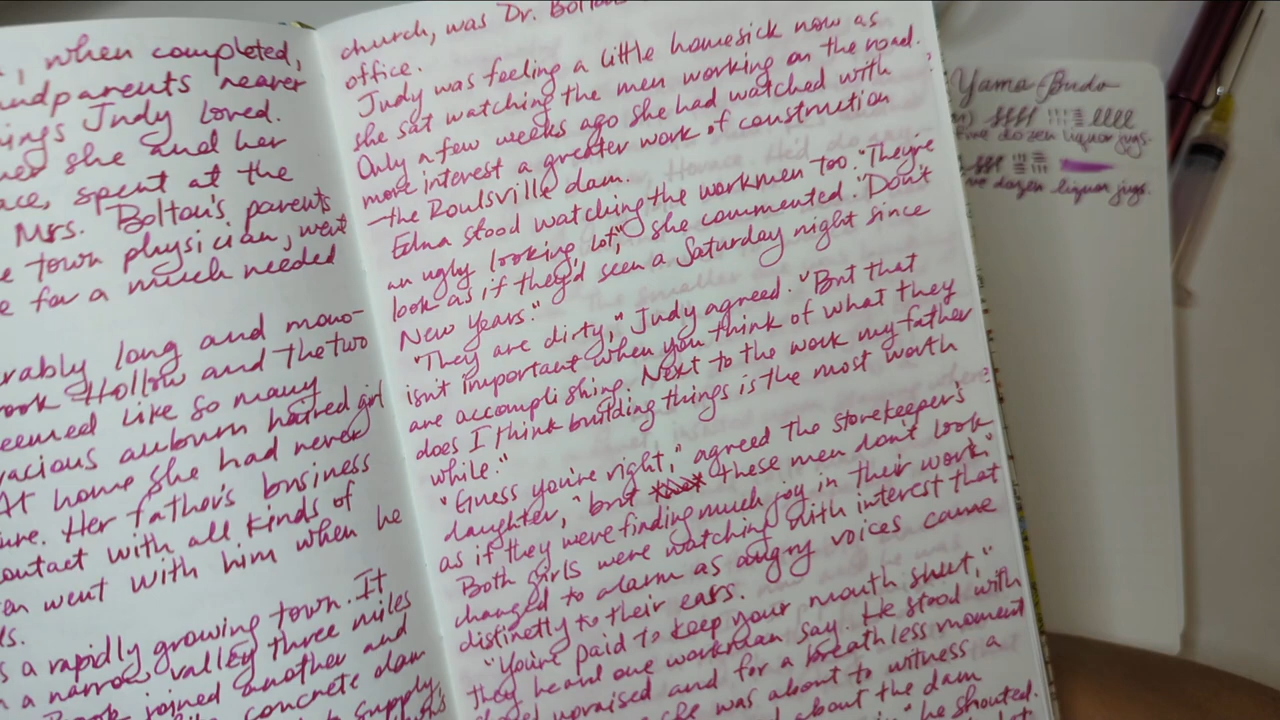 , when completed,
ndparents nearer
ings Judy loved.
she and her
ace, spent at the
Mrs. Bolton's parents
e town physician, went
e for a much needed
rably long and mono-
rook Hollow and the two
eemed like so many
vacious auburn haired girl
At home she had never
ure. Her father's business
ontact with all kinds of
en went with him when he
ls.
s a rapidly growing town. It
n a narrow valley three miles
Brook joined another and
concrete dam
supply,
church, was Dr. Bolton
office.
Judy was feeling a little homesick now as
she sat watching the men working on the road.
Only a few weeks ago she had watched with
more interest a greater work of construction
—the Roulsville dam.
Edna stood watching the workmen too. "They're
an ugly looking lot," she commented. "Don't
look as if they'd seen a Saturday night since
New Years."
"They are dirty," Judy agreed. "But that
isn't important when you think of what they
are accomplishing. Next to the work my father
does I think building things is the most worth
while."
"Guess you're right," agreed the storekeeper's
daughter, "but these men don't look
as if they were finding much joy in their work."
Both girls were watching with interest that
changed to alarm as angry voices came
distinctly to their ears.
"You're paid to keep your mouth shut,"
they heard one workman say. He stood with
upraised and for a breathless moment
she was about to witness a
about the dam
he shouted.
Yama Budo
five dozen liquor jugs.
ve dozen liquor jugs.